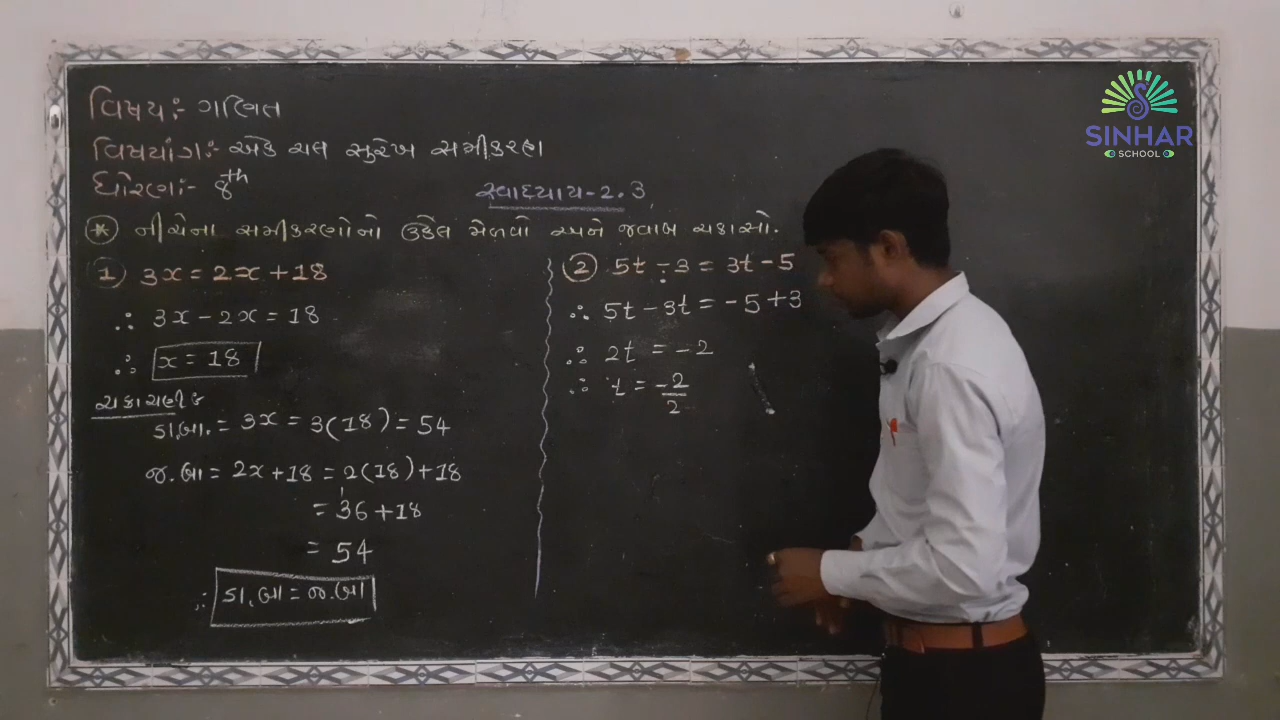 વિષય:- ગણિત
વિષયાંગ:- એક ચલ સુરેખ સમીકરણ
ધોરણ:- 8th
સ્વાધ્યાય-2.3
* નીચેના સમીકરણોનો ઉકેલ મેળવો અને જવાબ ચકાસો.
1 3x = 2x + 18
∴ 3x - 2x = 18
∴ x = 18
ચકાસણી:
ડા.બા. = 3x = 3(18) = 54
જ.બા = 2x + 18 = 2(18) + 18
= 36 + 18
= 54
∴ ડા.બા = જ.બા
2 5t - 3 = 3t - 5
∴ 5t - 3t = -5 + 3
∴ 2t = -2
∴ t = -2/2
SINHAR
SCHOOL